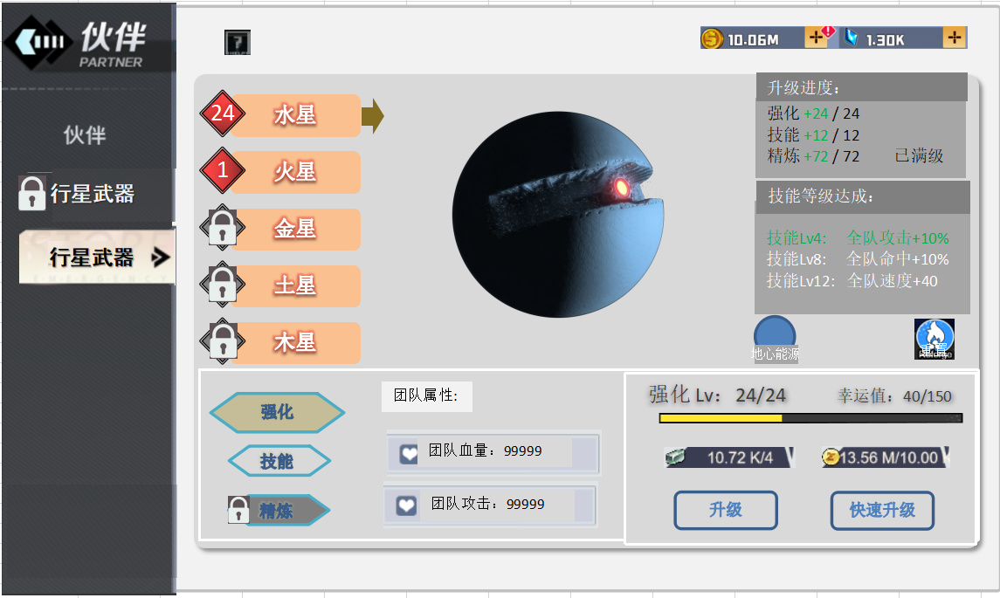 伙伴
PARTNER
伙伴
行星武器
行星武器
?
10.06M
1.30K
24 水星
1 火星
金星
土星
木星
升级进度：
强化 +24 / 24
技能 +12 / 12
精炼 +72 / 72 已满级
技能等级达成：
技能Lv4: 全队攻击+10%
技能Lv8: 全队命中+10%
技能Lv12: 全队速度+40
地心能源
重置
强化
技能
精炼
团队属性:
团队血量：99999
团队攻击：99999
强化 Lv： 24/24
幸运值：40/150
10.72 K/4
13.56 M/10.00
升级
快速升级